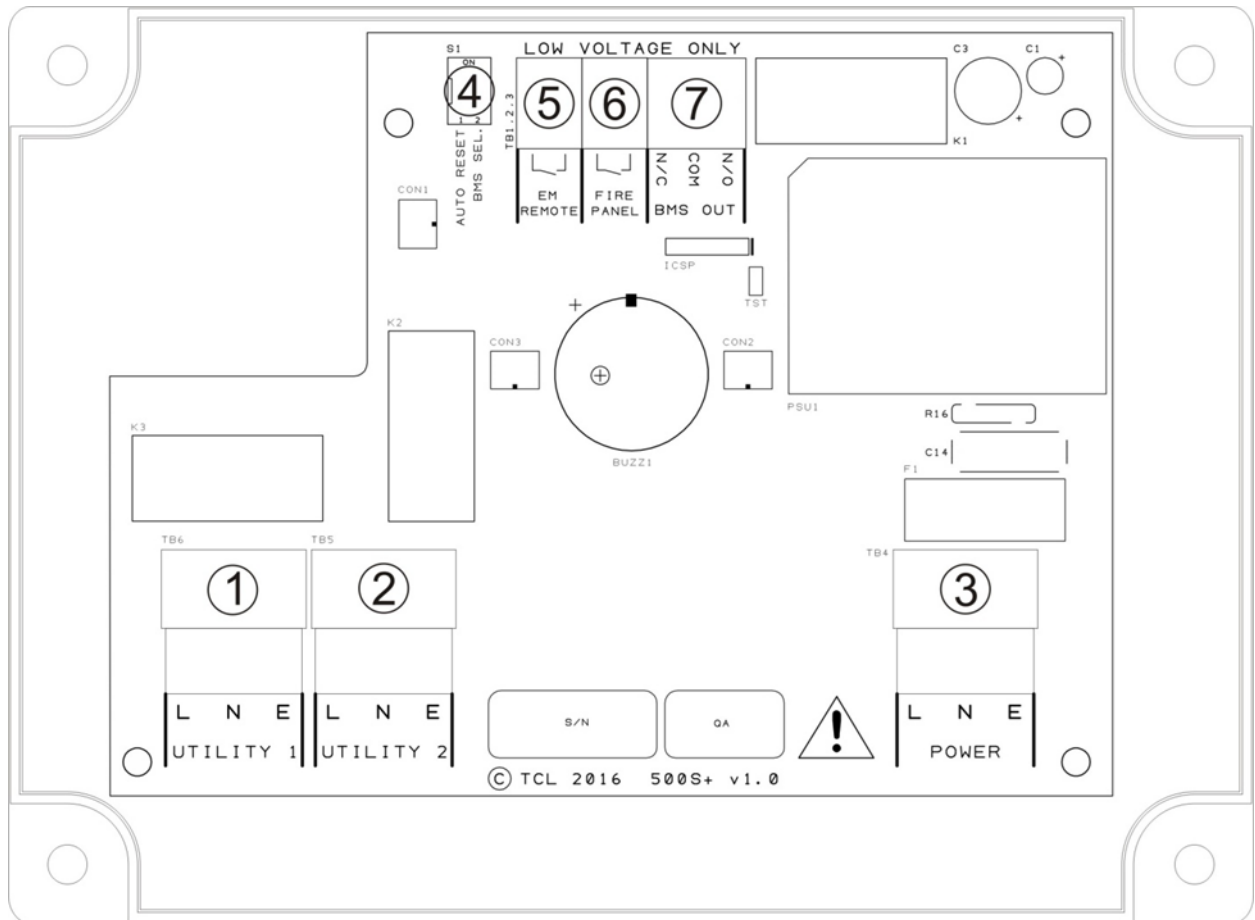 S1
LOW VOLTAGE ONLY
C3
C1
ON
+
4
5
6
7
+
1 2
TB1.2.3
K1
AUTO RESET
BMS SEL.
N/C
COM
N/O
CON1
EM
REMOTE
FIRE
PANEL
BMS OUT
ICSP
TST
+
K2
CON3
CON2
PSU1
R16
K3
C14
BUZZ1
F1
TB6
TB5
TB4
1
2
3
L N E
L N E
L N E
S/N
QA
!
UTILITY 1
UTILITY 2
POWER
© TCL 2016 500S+ v1.0